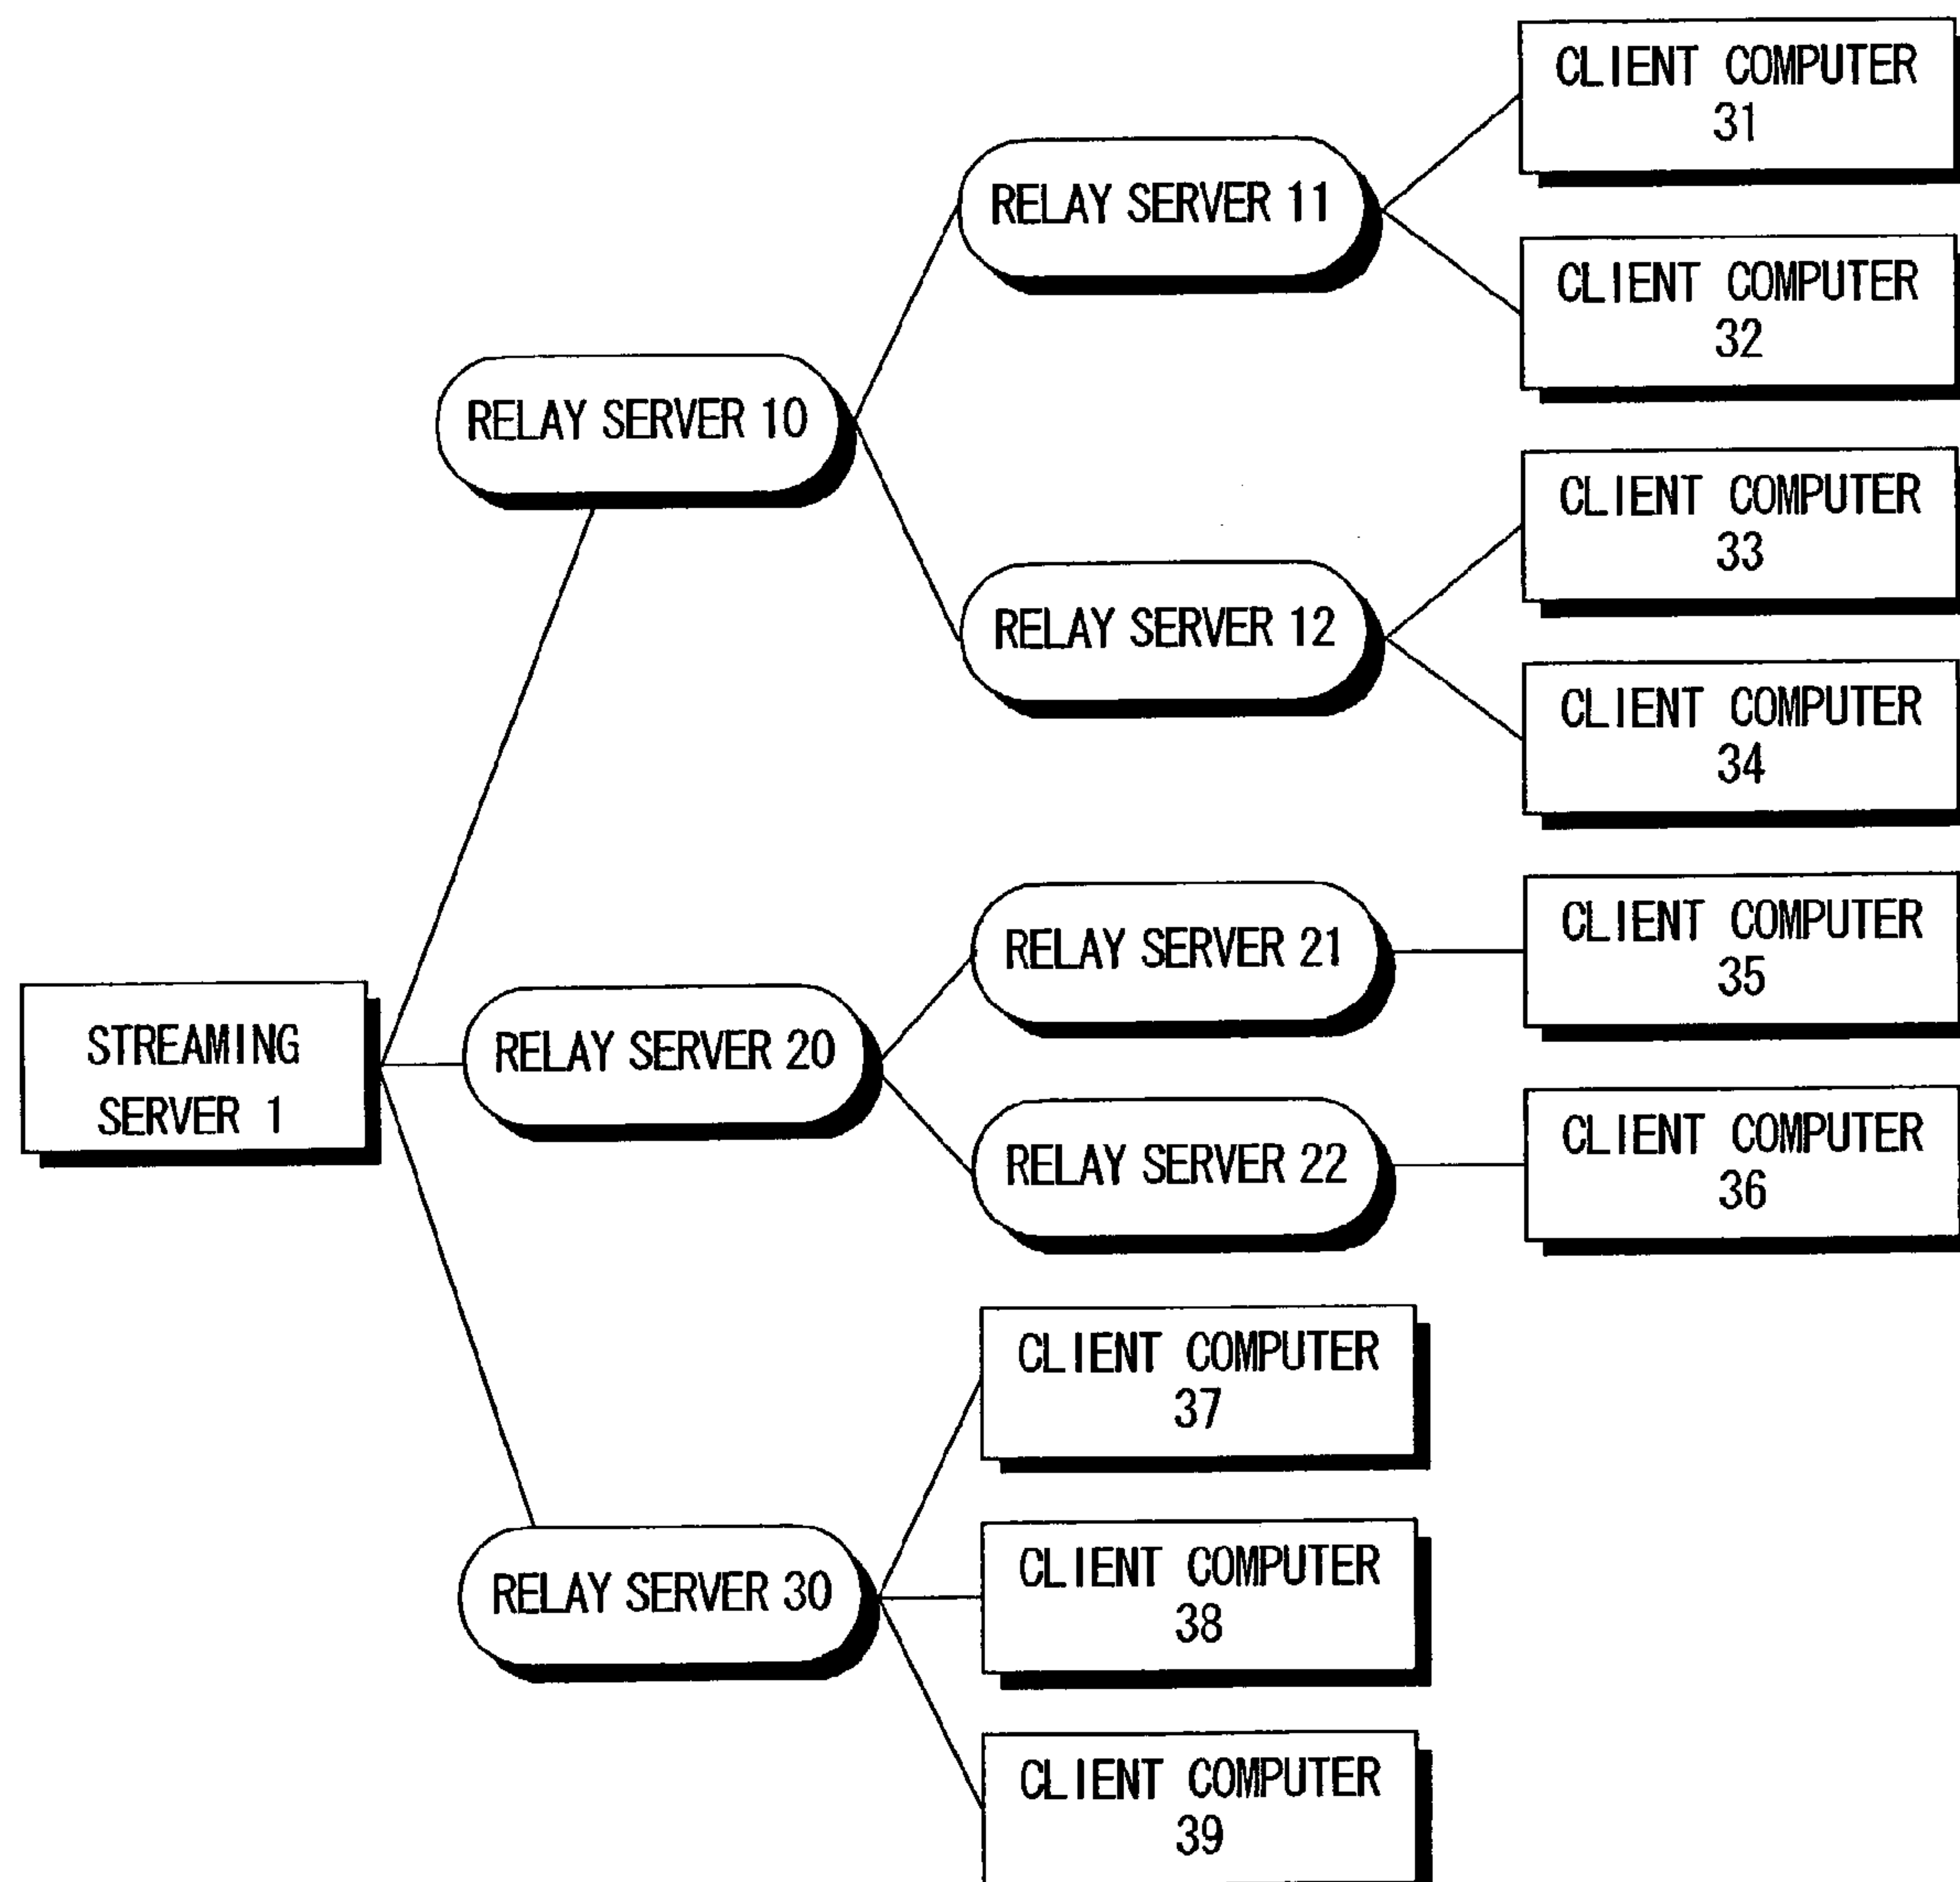 CLIENT COMPUTER
31
RELAY SERVER 11
CLIENT COMPUTER
32
RELAY SERVER 10
CLIENT COMPUTER
33
RELAY SERVER 12
CLIENT COMPUTER
34
RELAY SERVER 21
CLIENT COMPUTER
35
STREAMING
SERVER 1
RELAY SERVER 20
RELAY SERVER 22
CLIENT COMPUTER
36
CLIENT COMPUTER
37
RELAY SERVER 30
CLIENT COMPUTER
38
CLIENT COMPUTER
39